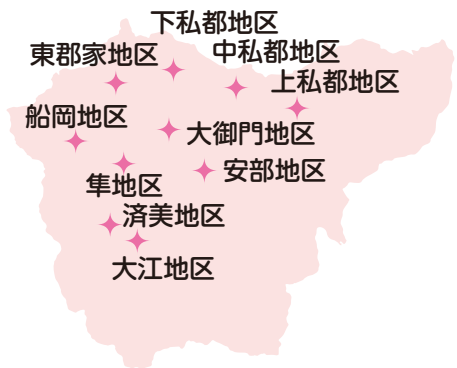 下私都地区
東郡家地区
中私都地区
上私都地区
船岡地区
大御門地区
安部地区
隼地区
済美地区
大江地区